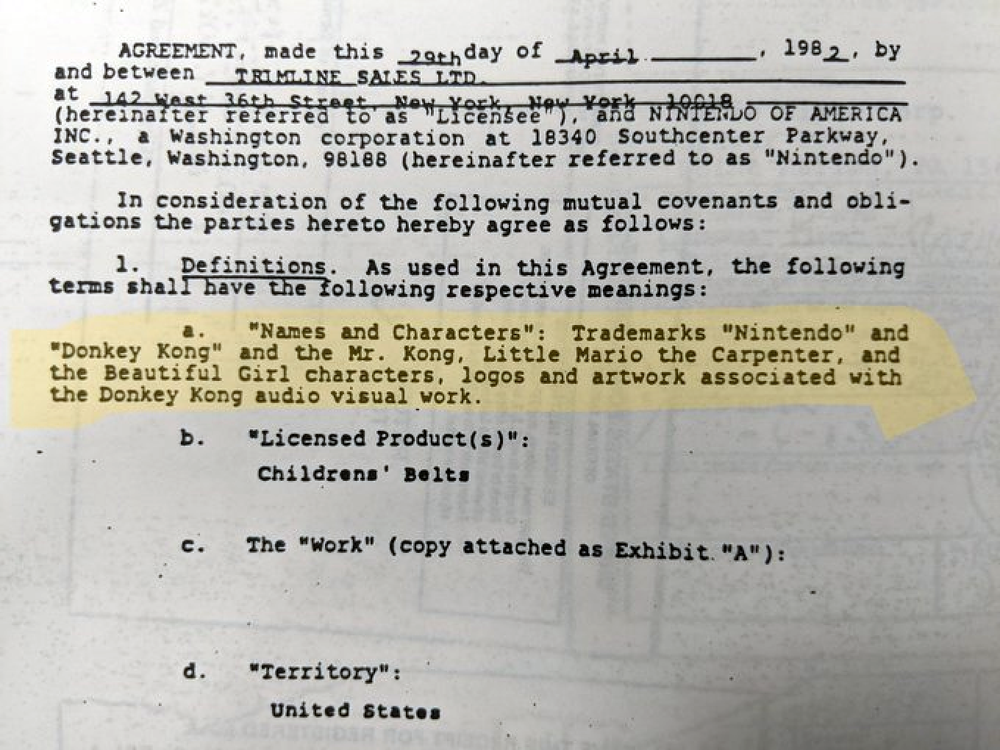 AGREEMENT, made this 29th day of April, 1982, by
and between TRIMLINE SALES LTD.
at 142 West 36th Street, New York, New York 10018
(hereinafter referred to as "Licensee"), and NINTENDO OF AMERICA
INC., a Washington corporation at 18340 Southcenter Parkway,
Seattle, Washington, 98188 (hereinafter referred to as "Nintendo").
In consideration of the following mutual covenants and obli-
gations the parties hereto hereby agree as follows:
1. Definitions. As used in this Agreement, the following
terms shall have the following respective meanings:
a. "Names and Characters": Trademarks "Nintendo" and
"Donkey Kong" and the Mr. Kong, Little Mario the Carpenter, and
the Beautiful Girl characters, logos and artwork associated with
the Donkey Kong audio visual work.
b. "Licensed Product(s)":
Childrens' Belts
c. The "Work" (copy attached as Exhibit "A"):
d. "Territory":
United States